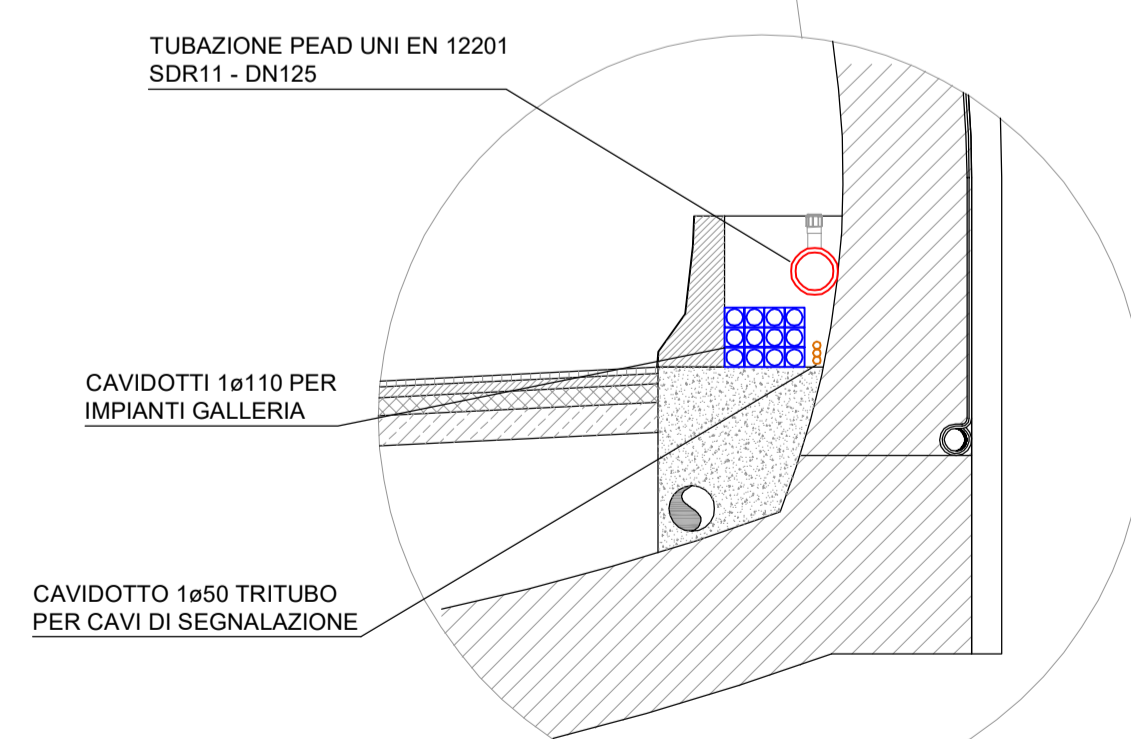 TUBAZIONE PEAD UNI EN 12201
SDR11 - DN125
CAVIDOTTI 1ø110 PER
IMPIANTI GALLERIA
CAVIDOTTO 1ø50 TRITUBO
PER CAVI DI SEGNALAZIONE